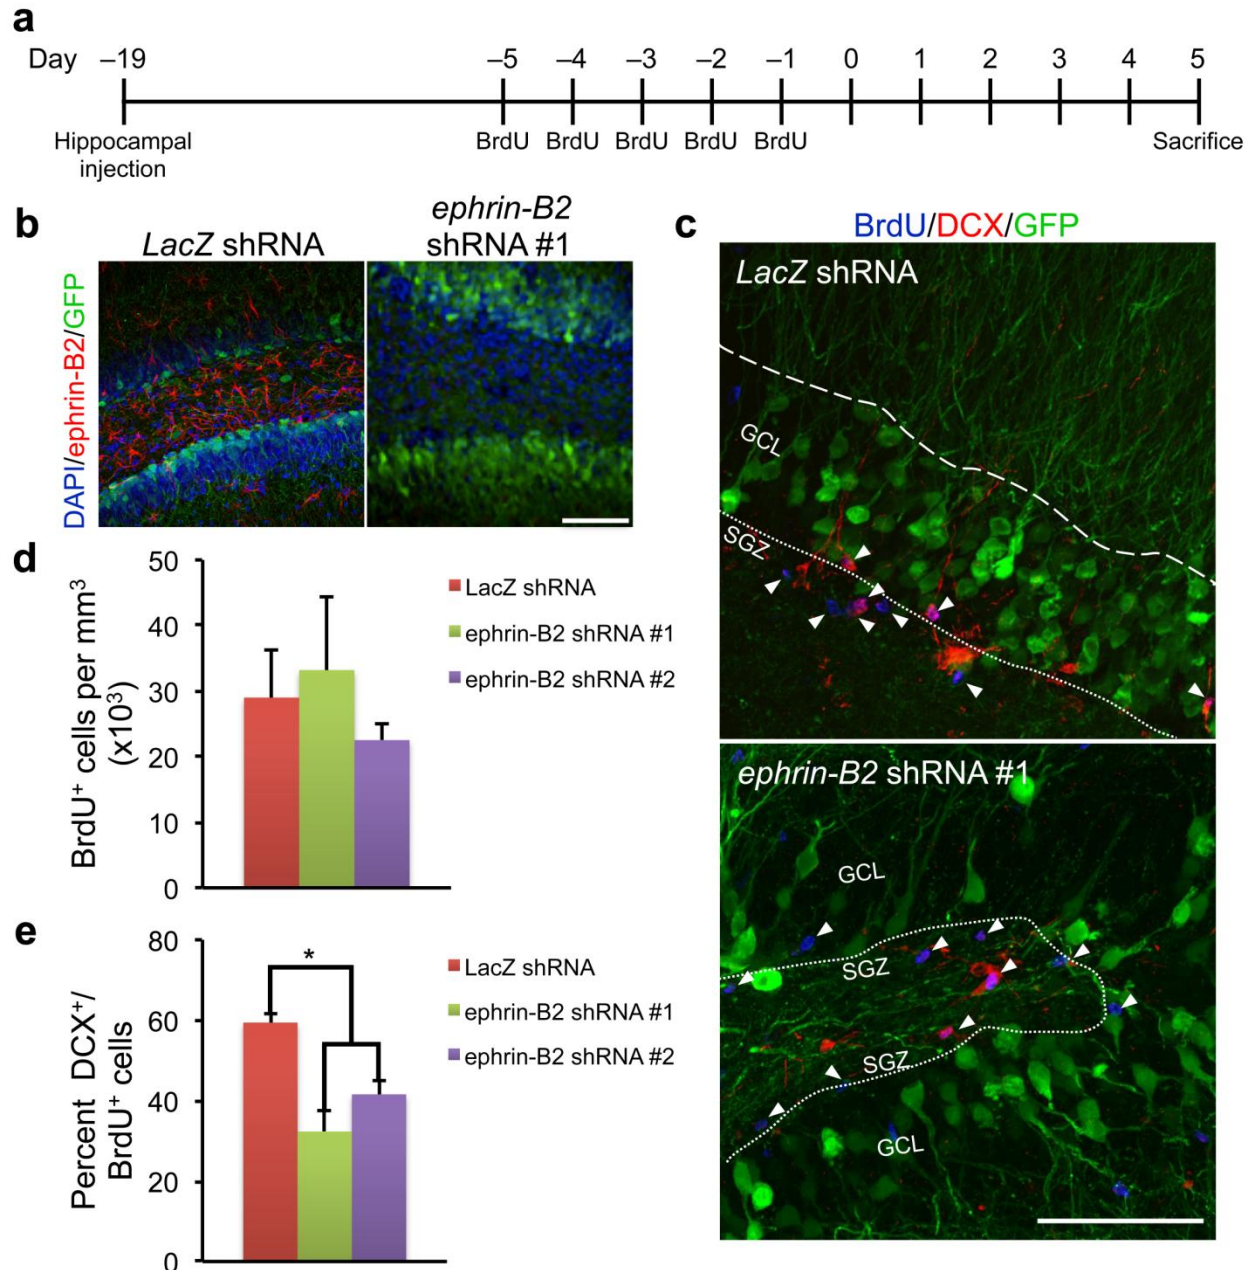 a
Day –19 –5 –4 –3 –2 –1 0 1 2 3 4 5
Hippocampal
injection
BrdU BrdU BrdU BrdU BrdU
Sacrifice
b
LacZ shRNA
ephrin-B2
shRNA #1
DAPI/ephrin-B2/GFP
c
BrdU/DCX/GFP
LacZ shRNA
GCL
SGZ
ephrin-B2 shRNA #1
GCL
SGZ
SGZ
GCL
d
BrdU⁺ cells per mm³
(x10³)
50
40
30
20
10
0
LacZ shRNA
ephrin-B2 shRNA #1
ephrin-B2 shRNA #2
e
Percent DCX⁺/
BrdU⁺ cells
80
60
40
20
0
*
LacZ shRNA
ephrin-B2 shRNA #1
ephrin-B2 shRNA #2